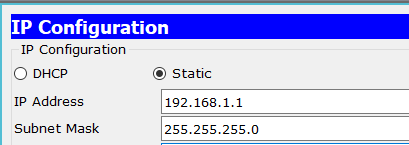 IP Configuration
IP Configuration
DHCP Static
IP Address 192.168.1.1
Subnet Mask 255.255.255.0